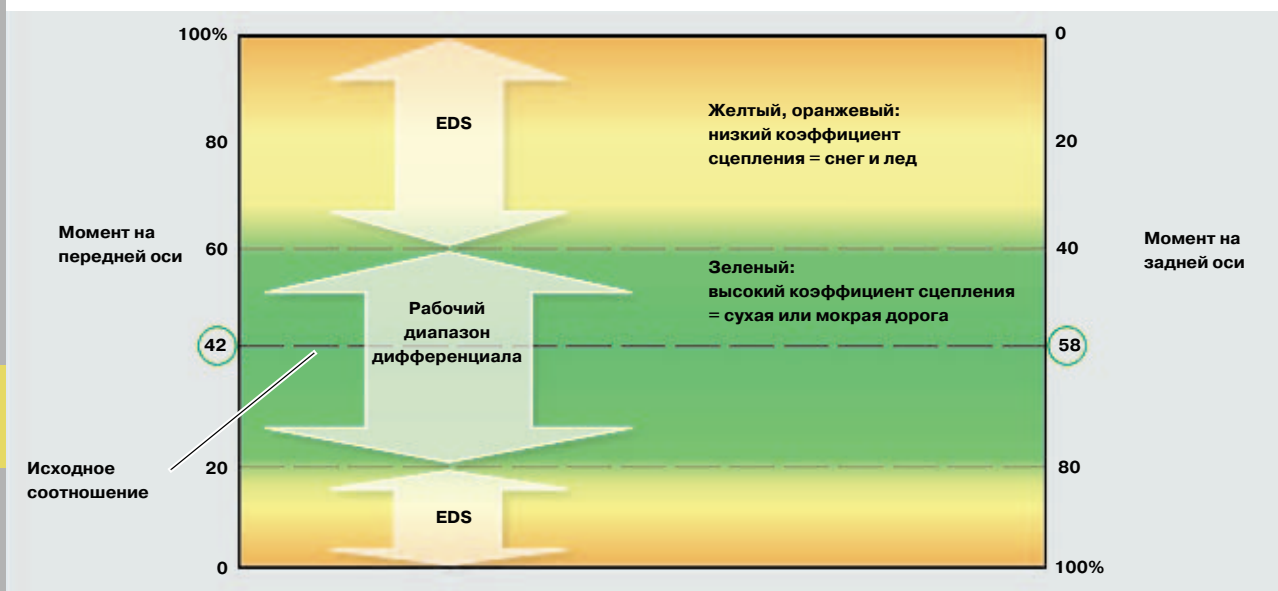 100%
0
EDS
Желтый, оранжевый:
низкий коэффициент
сцепления = снег и лед
80
20
Момент на
передней оси
60
40
Момент на
задней оси
Зеленый:
высокий коэффициент сцепления
= сухая или мокрая дорога
Рабочий
диапазон
дифференциала
42
58
Исходное
соотношение
20
80
EDS
0
100%